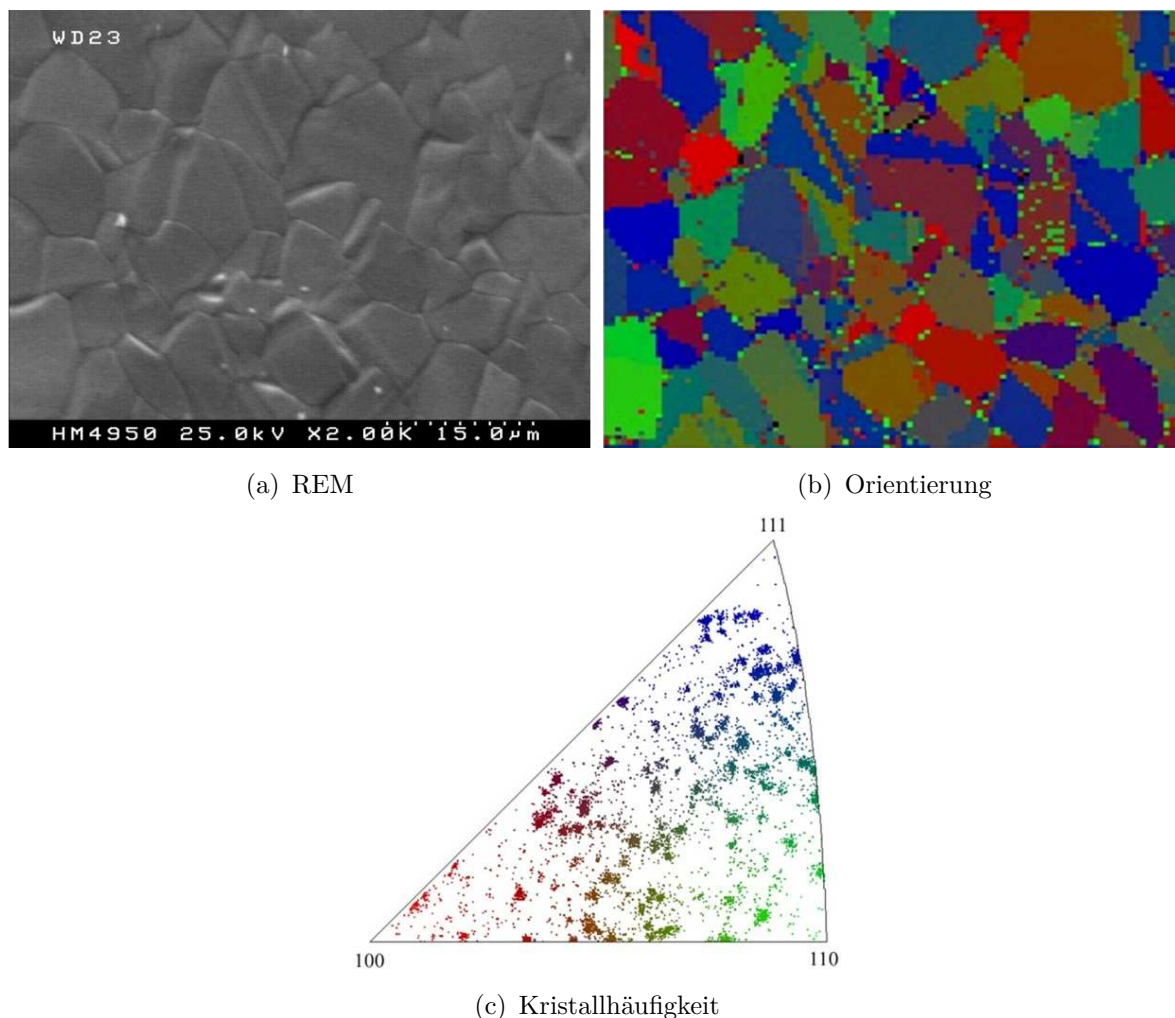 WD23
HM4950 25.0kV X2.00K 15.0µm
(a) REM
(b) Orientierung
111
100
110
(c) Kristallhäufigkeit